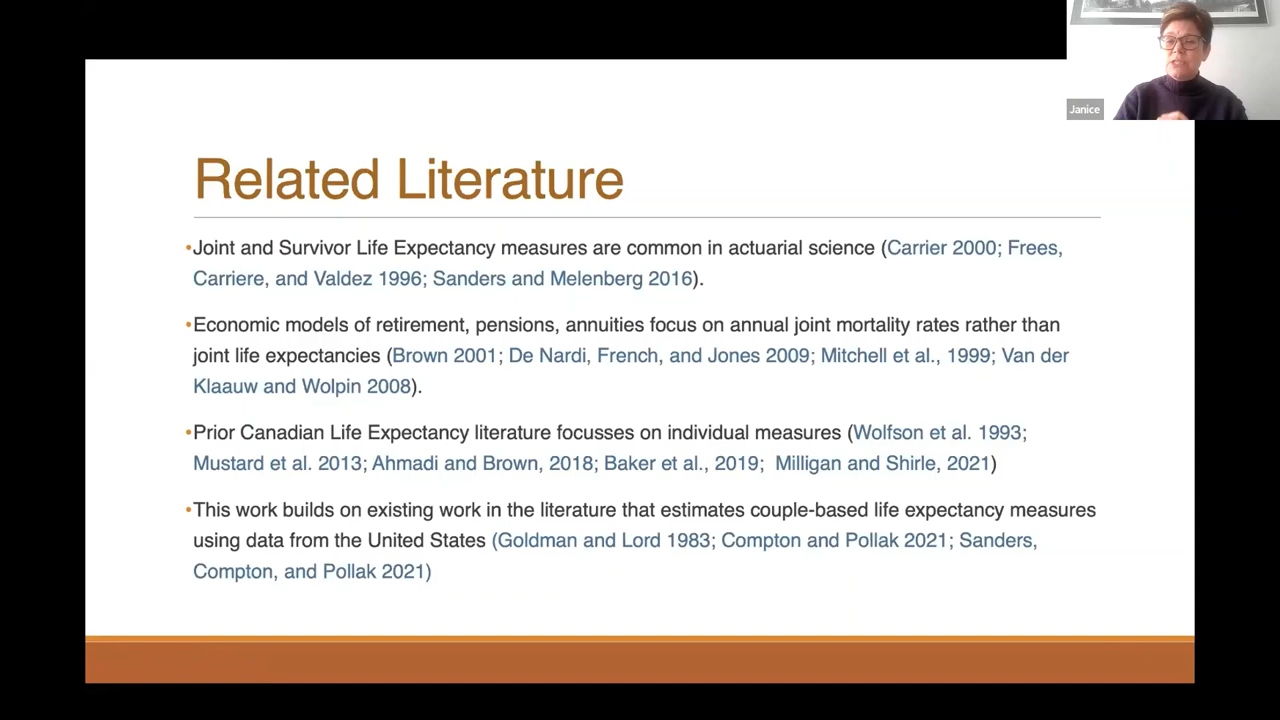 Janice
Related Literature
•Joint and Survivor Life Expectancy measures are common in actuarial science (Carrier 2000; Frees,
Carriere, and Valdez 1996; Sanders and Melenberg 2016).
•Economic models of retirement, pensions, annuities focus on annual joint mortality rates rather than
joint life expectancies (Brown 2001; De Nardi, French, and Jones 2009; Mitchell et al., 1999; Van der
Klaauw and Wolpin 2008).
•Prior Canadian Life Expectancy literature focusses on individual measures (Wolfson et al. 1993;
Mustard et al. 2013; Ahmadi and Brown, 2018; Baker et al., 2019; Milligan and Shirle, 2021)
•This work builds on existing work in the literature that estimates couple-based life expectancy measures
using data from the United States (Goldman and Lord 1983; Compton and Pollak 2021; Sanders,
Compton, and Pollak 2021)